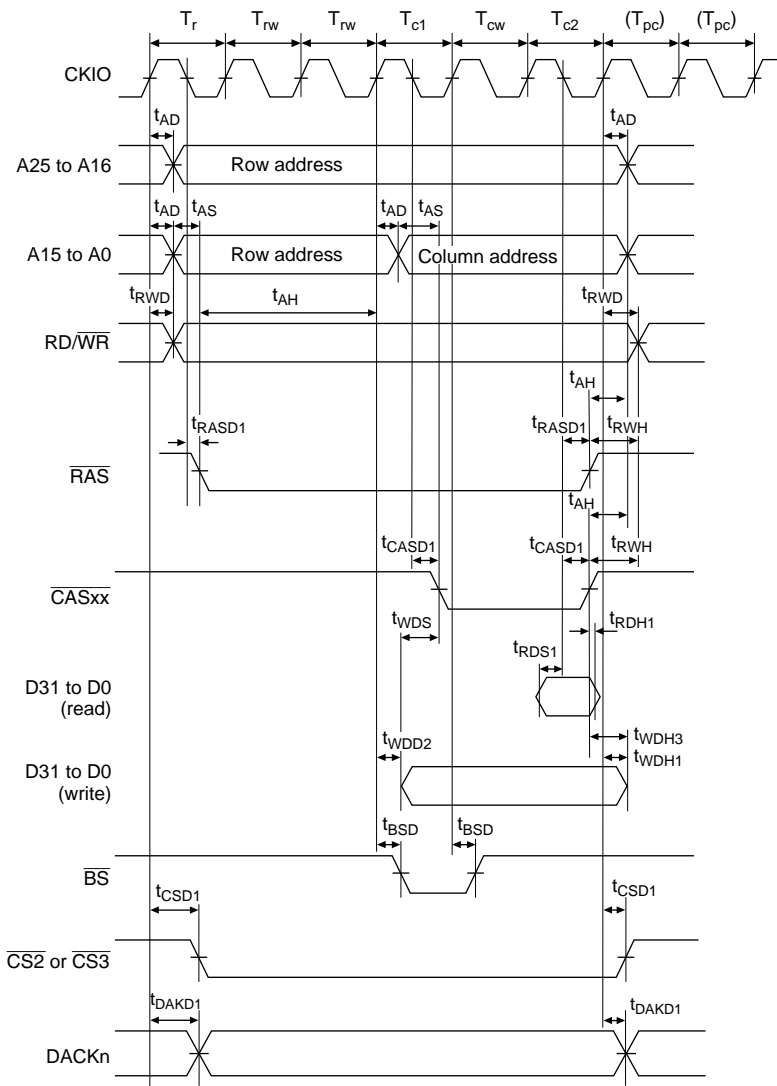 Tr Trw Trw Tc1 Tcw Tc2 (Tpc) (Tpc)
CKIO
tAD tAD
A25 to A16 Row address
tAD tAS tAD tAS
A15 to A0 Row address Column address
tRWD tAH tRWD
RD/WR
tAH
tRASD1 tRASD1 tRWH
RAS
tAH
tCASD1 tCASD1 tRWH
CASxx
tWDS tRDH1
tRDS1
D31 to D0
(read)
tWDH3
tWDD2 tWDH1
D31 to D0
(write)
tBSD tBSD
BS
tCSD1 tCSD1
CS2 or CS3
tDAKD1 tDAKD1
DACKn